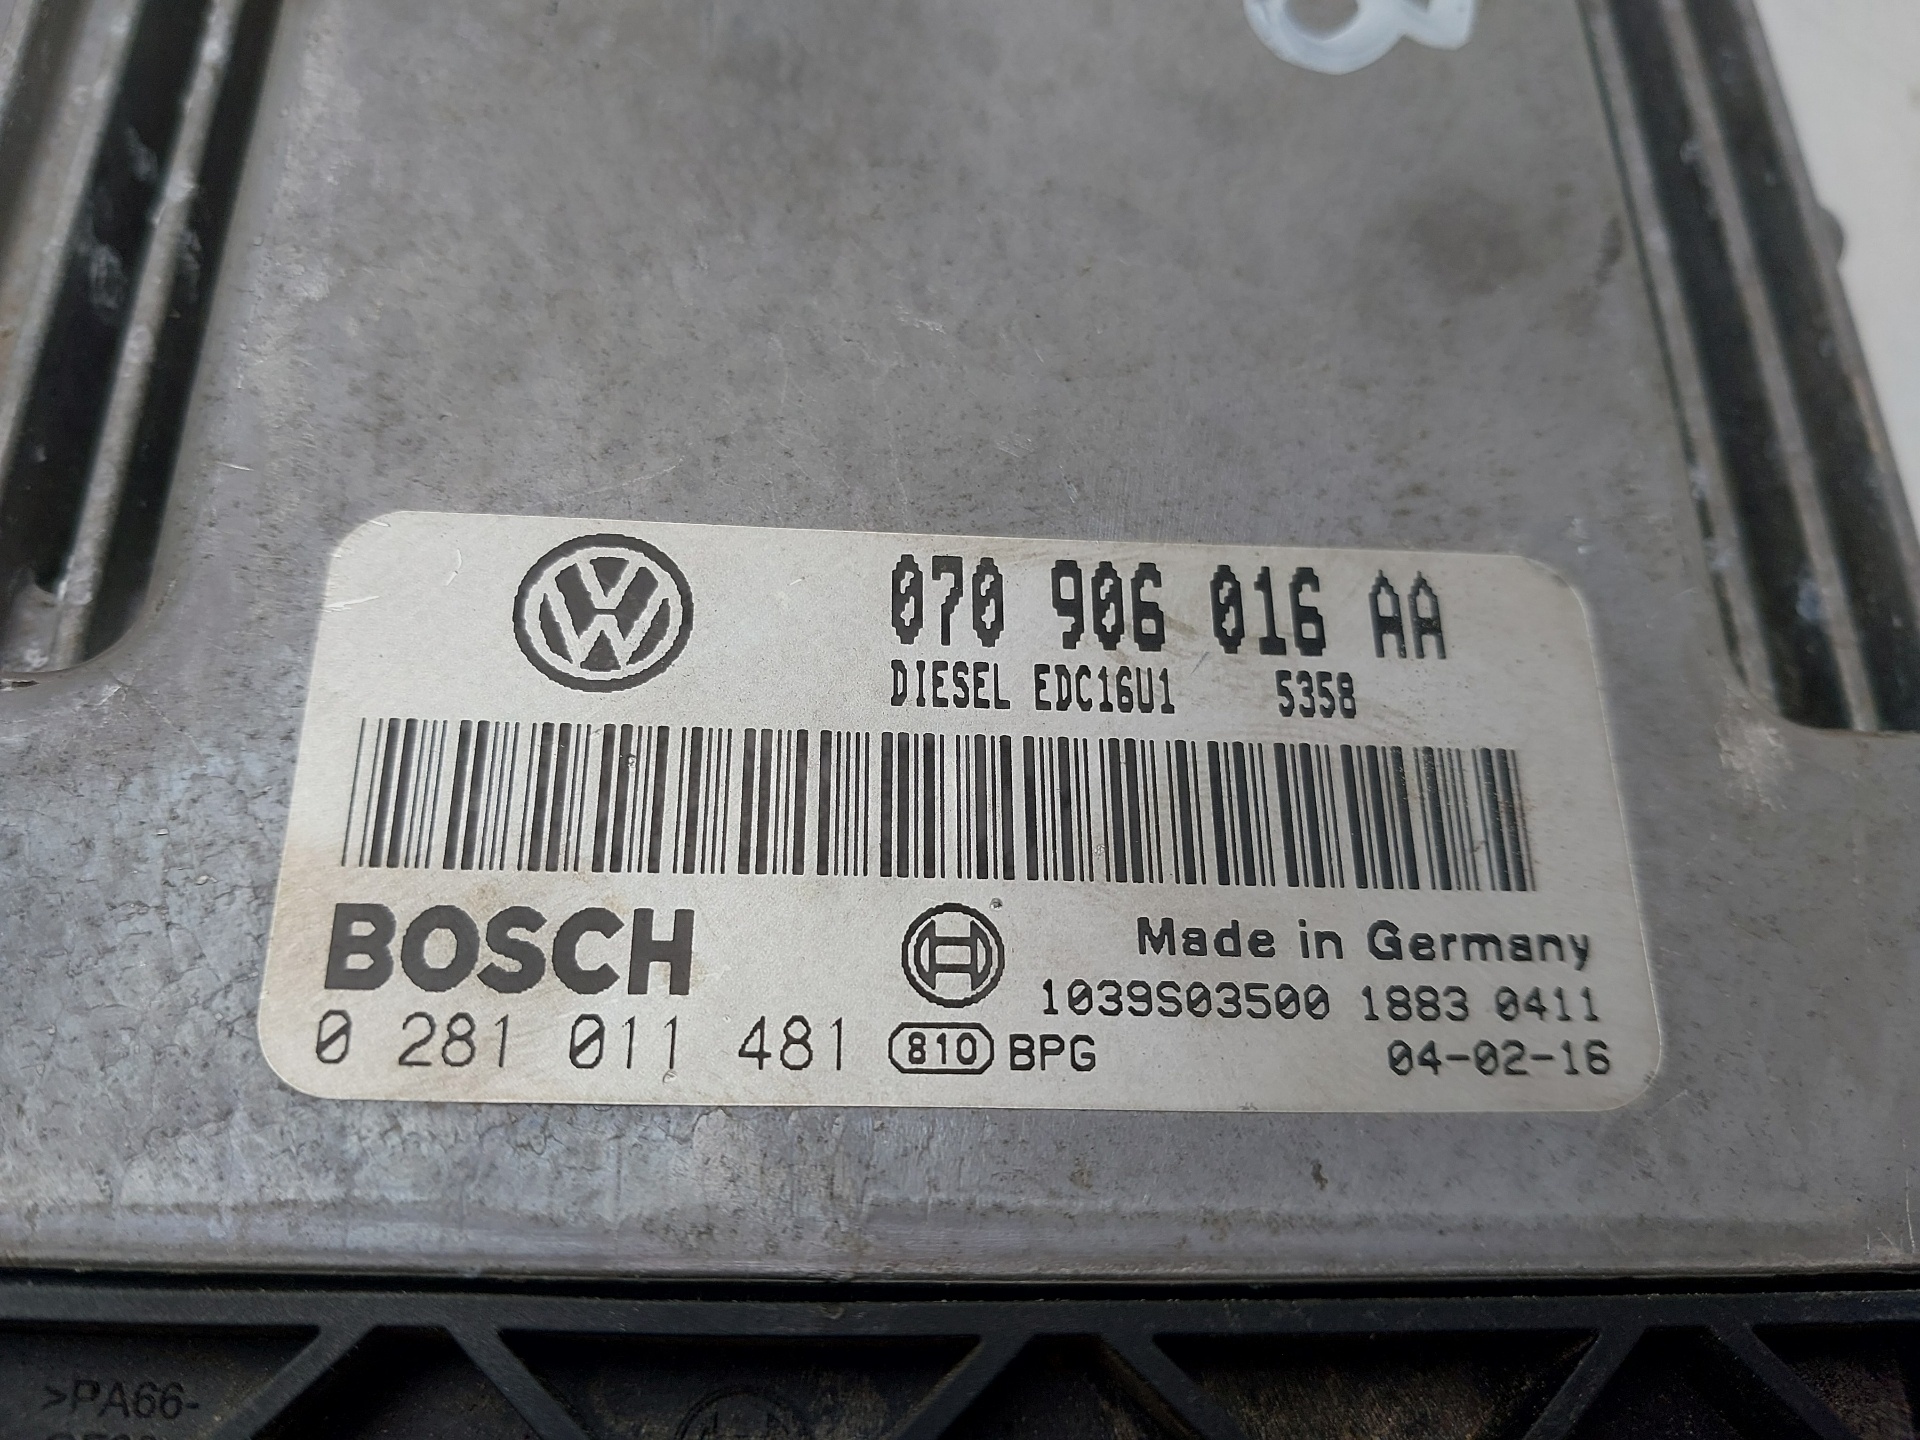 070 906 016 AA
DIESEL EDC16U1 5358
BOSCH
Made in Germany
1039S03500 1883 0411
0 281 011 481 810 BPG 04-02-16
>PA66-